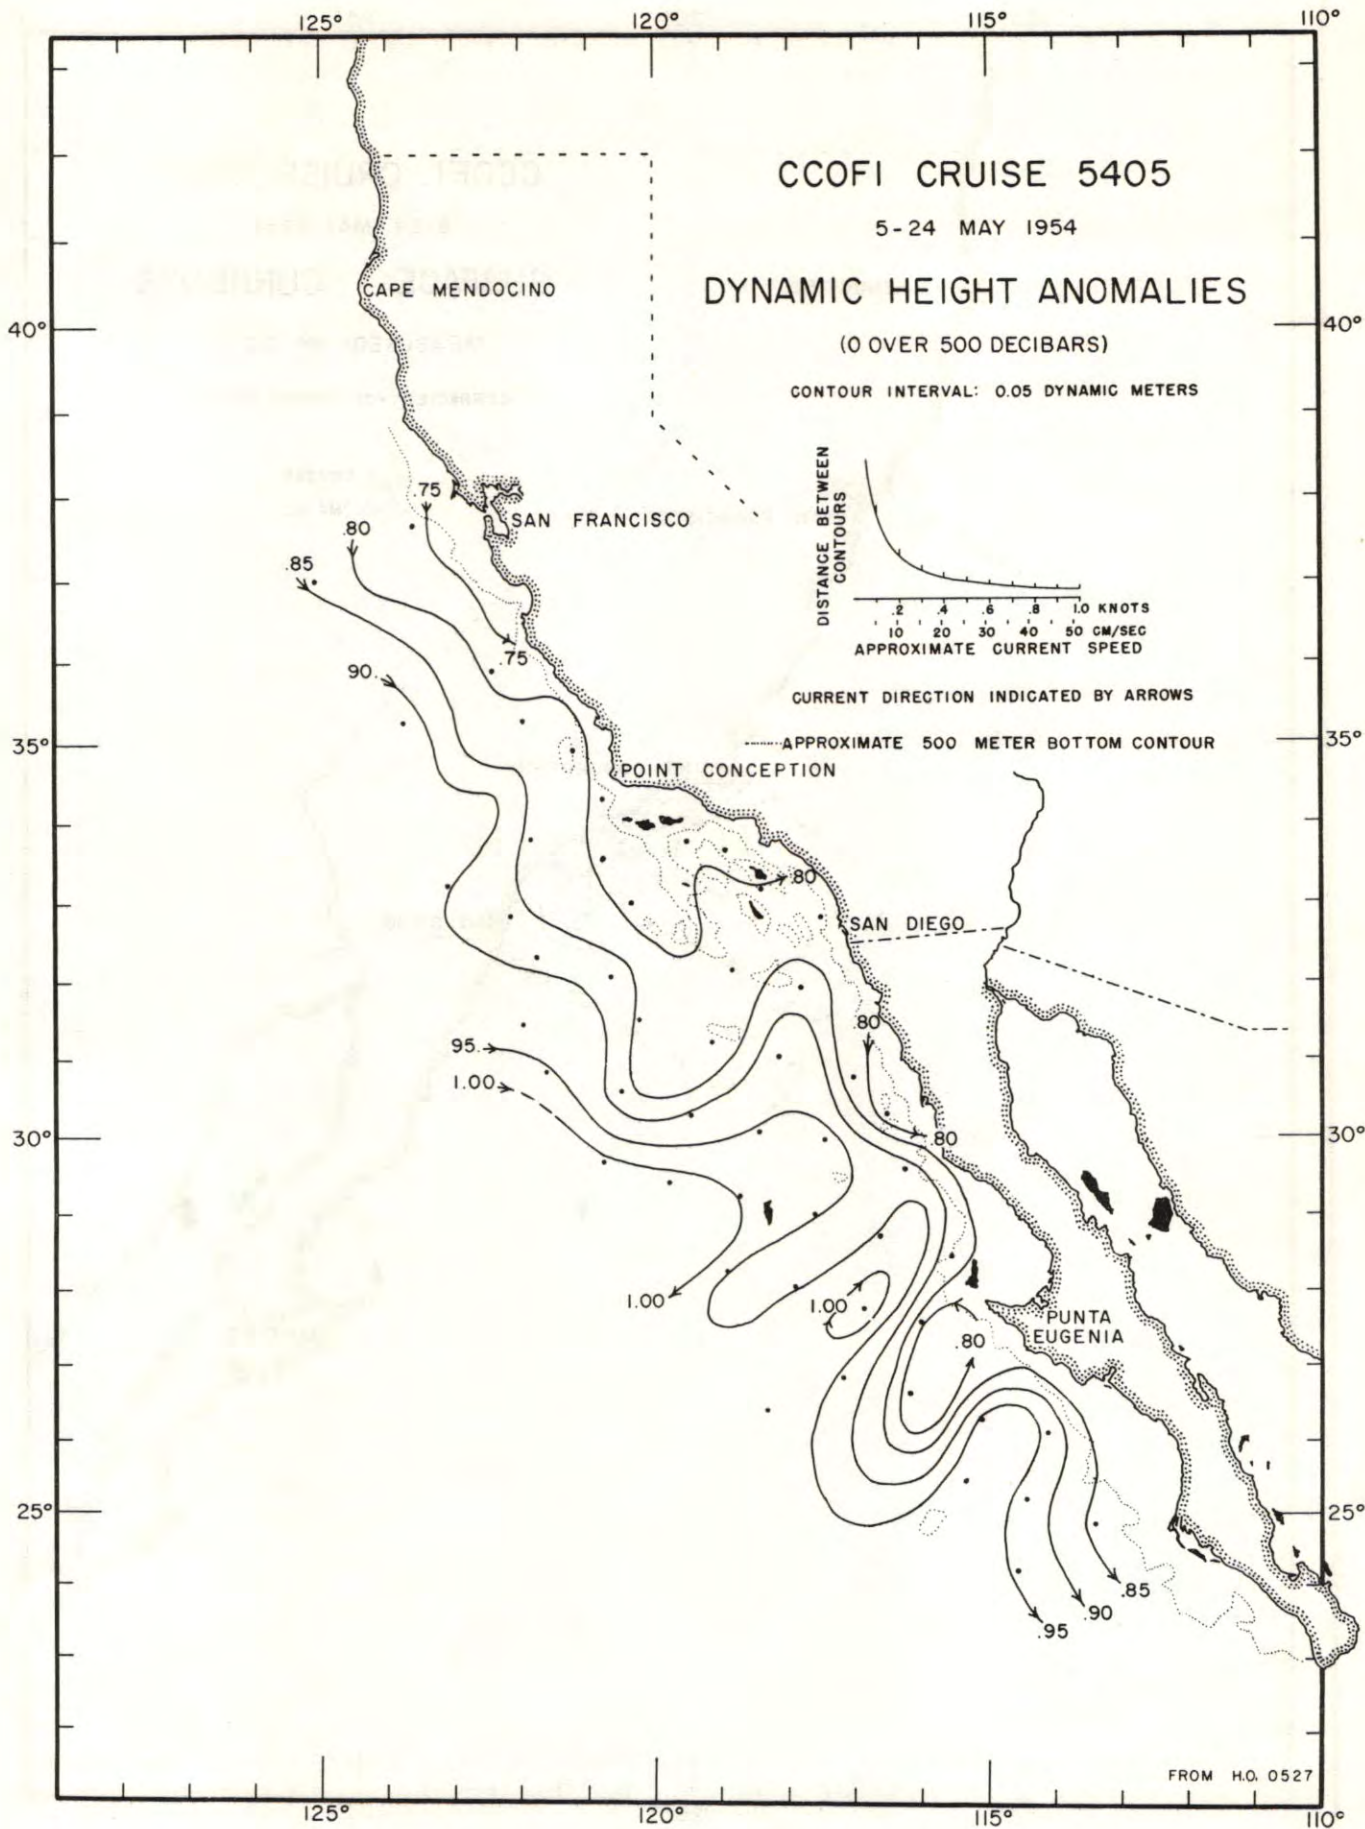 125°
120°
115°
110°
CCOFI CRUISE 5405
5-24 MAY 1954
DYNAMIC HEIGHT ANOMALIES
(0 OVER 500 DECIBARS)
CONTOUR INTERVAL: 0.05 DYNAMIC METERS
CAPE MENDOCINO
40°
40°
DISTANCE BETWEEN
CONTOURS
.2 .4 .6 .8 1.0 KNOTS
10 20 30 40 50 CM/SEC
APPROXIMATE CURRENT SPEED
.75
SAN FRANCISCO
.80
.85
.75
90.
CURRENT DIRECTION INDICATED BY ARROWS
APPROXIMATE 500 METER BOTTOM CONTOUR
35°
35°
POINT CONCEPTION
.80
SAN DIEGO
.80
95.
1.00
30°
.80
30°
1.00
1.00
PUNTA
EUGENIA
.80
25°
25°
.85
.90
.95
FROM H.O. 0527
125°
120°
115°
110°